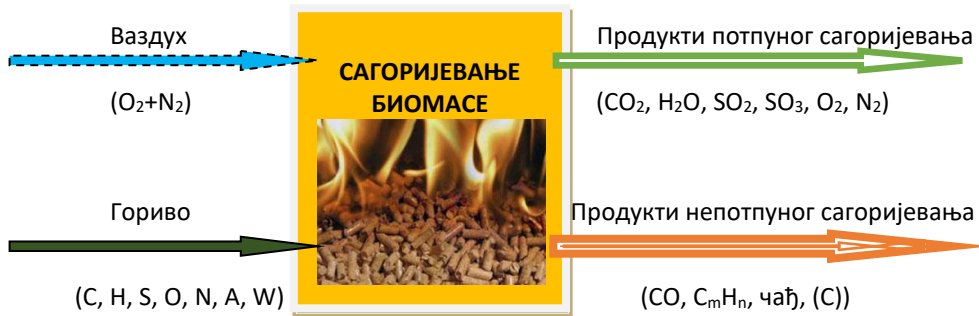 Ваздух
(O₂+N₂)
Гориво
(C, H, S, O, N, A, W)
САГОРИЈЕВАЊЕ
БИОМАСЕ
Продукти потпуног сагоријевања
(CO₂, H₂O, SO₂, SO₃, O₂, N₂)
Продукти непотпуног сагоријевања
(CO, CₘHₙ, чађ, (C))